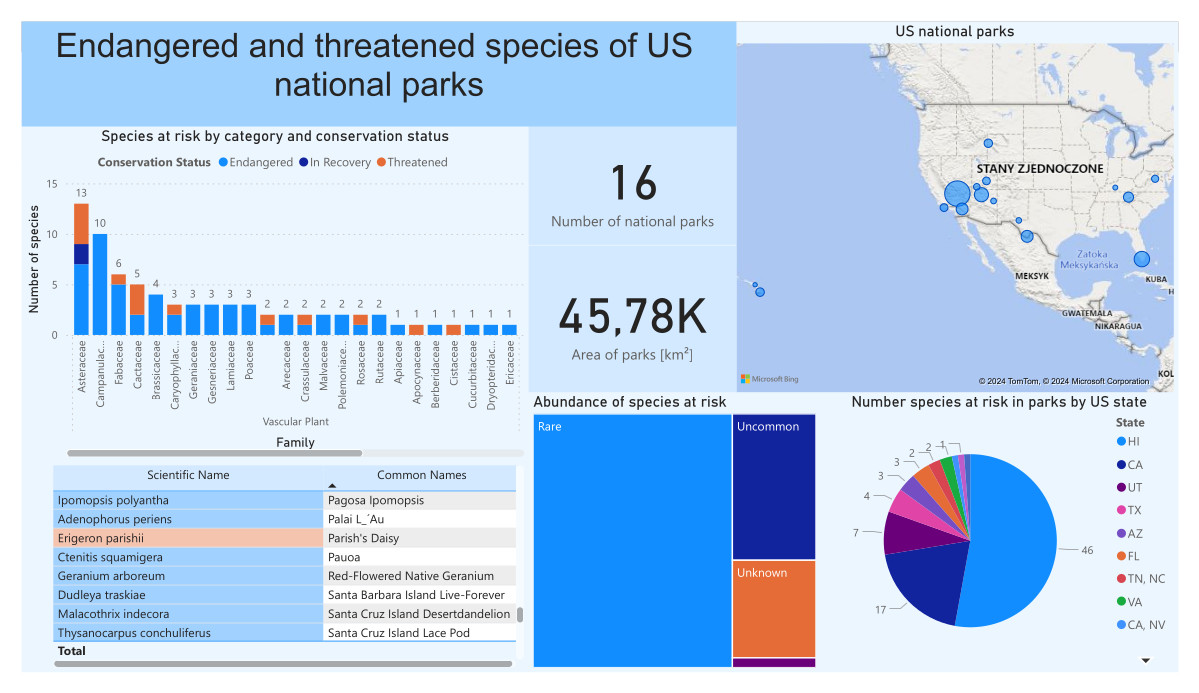 Endangered and threatened species of US
national parks
US national parks
STANY ZJEDNOCZONE
Zatoka
Meksykańska
MEKSYK
KUBA
H
GWATEMALA
NIKARAGUA
KOL
Microsoft Bing
© 2024 TomTom, © 2024 Microsoft Corporation
Species at risk by category and conservation status
Conservation Status Endangered In Recovery Threatened
Number of species
15
10
5
0
13
10
6
5
4
3
3
3
3
3
2
2
2
2
2
2
2
1
1
1
1
1
1
1
Asteraceae
Campanulac...
Fabaceae
Cactaceae
Brassicaceae
Caryophyllac...
Geraniaceae
Gesneriaceae
Lamiaceae
Poaceae
Arecaceae
Crassulaceae
Malvaceae
Polemoniace...
Rosaceae
Rutaceae
Apiaceae
Apocynaceae
Berberidaceae
Cistaceae
Cucurbitaceae
Dryopteridac...
Ericaceae
Vascular Plant
Family
16
Number of national parks
45,78K
Area of parks [km²]
Scientific Name Common Names
Ipomopsis polyantha Pagosa Ipomopsis
Adenophorus periens Palai L_´Au
Erigeron parishii Parish's Daisy
Ctenitis squamigera Pauoa
Geranium arboreum Red-Flowered Native Geranium
Dudleya traskiae Santa Barbara Island Live-Forever
Malacothrix indecora Santa Cruz Island Desertdandelion
Thysanocarpus conchuliferus Santa Cruz Island Lace Pod
Total
Abundance of species at risk
Rare
Uncommon
Unknown
Number species at risk in parks by US state
46
17
7
4
3
3
2
2
1
State
HI
CA
UT
TX
AZ
FL
TN, NC
VA
CA, NV